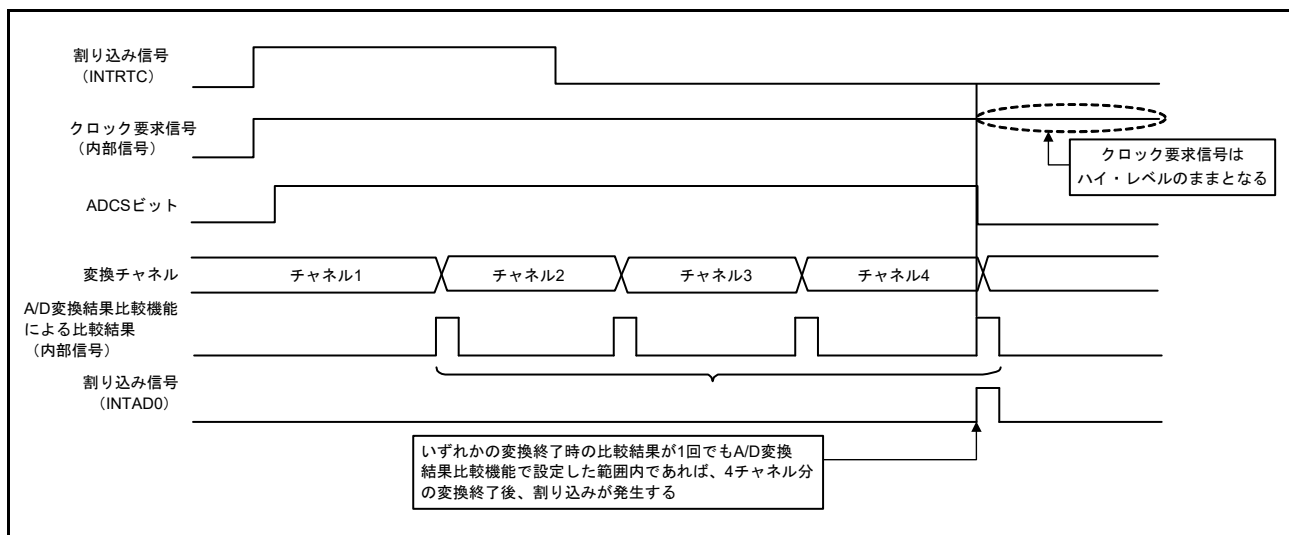 割り込み信号
（INTRTC）
クロック要求信号
（内部信号）
クロック要求信号は
ハイ・レベルのままとなる
ADCSビット
変換チャネル
チャネル1
チャネル2
チャネル3
チャネル4
A/D変換結果比較機能
による比較結果
（内部信号）
割り込み信号
（INTAD0）
いずれかの変換終了時の比較結果が1回でもA/D変換
結果比較機能で設定した範囲内であれば、4チャネル分
の変換終了後、割り込みが発生する